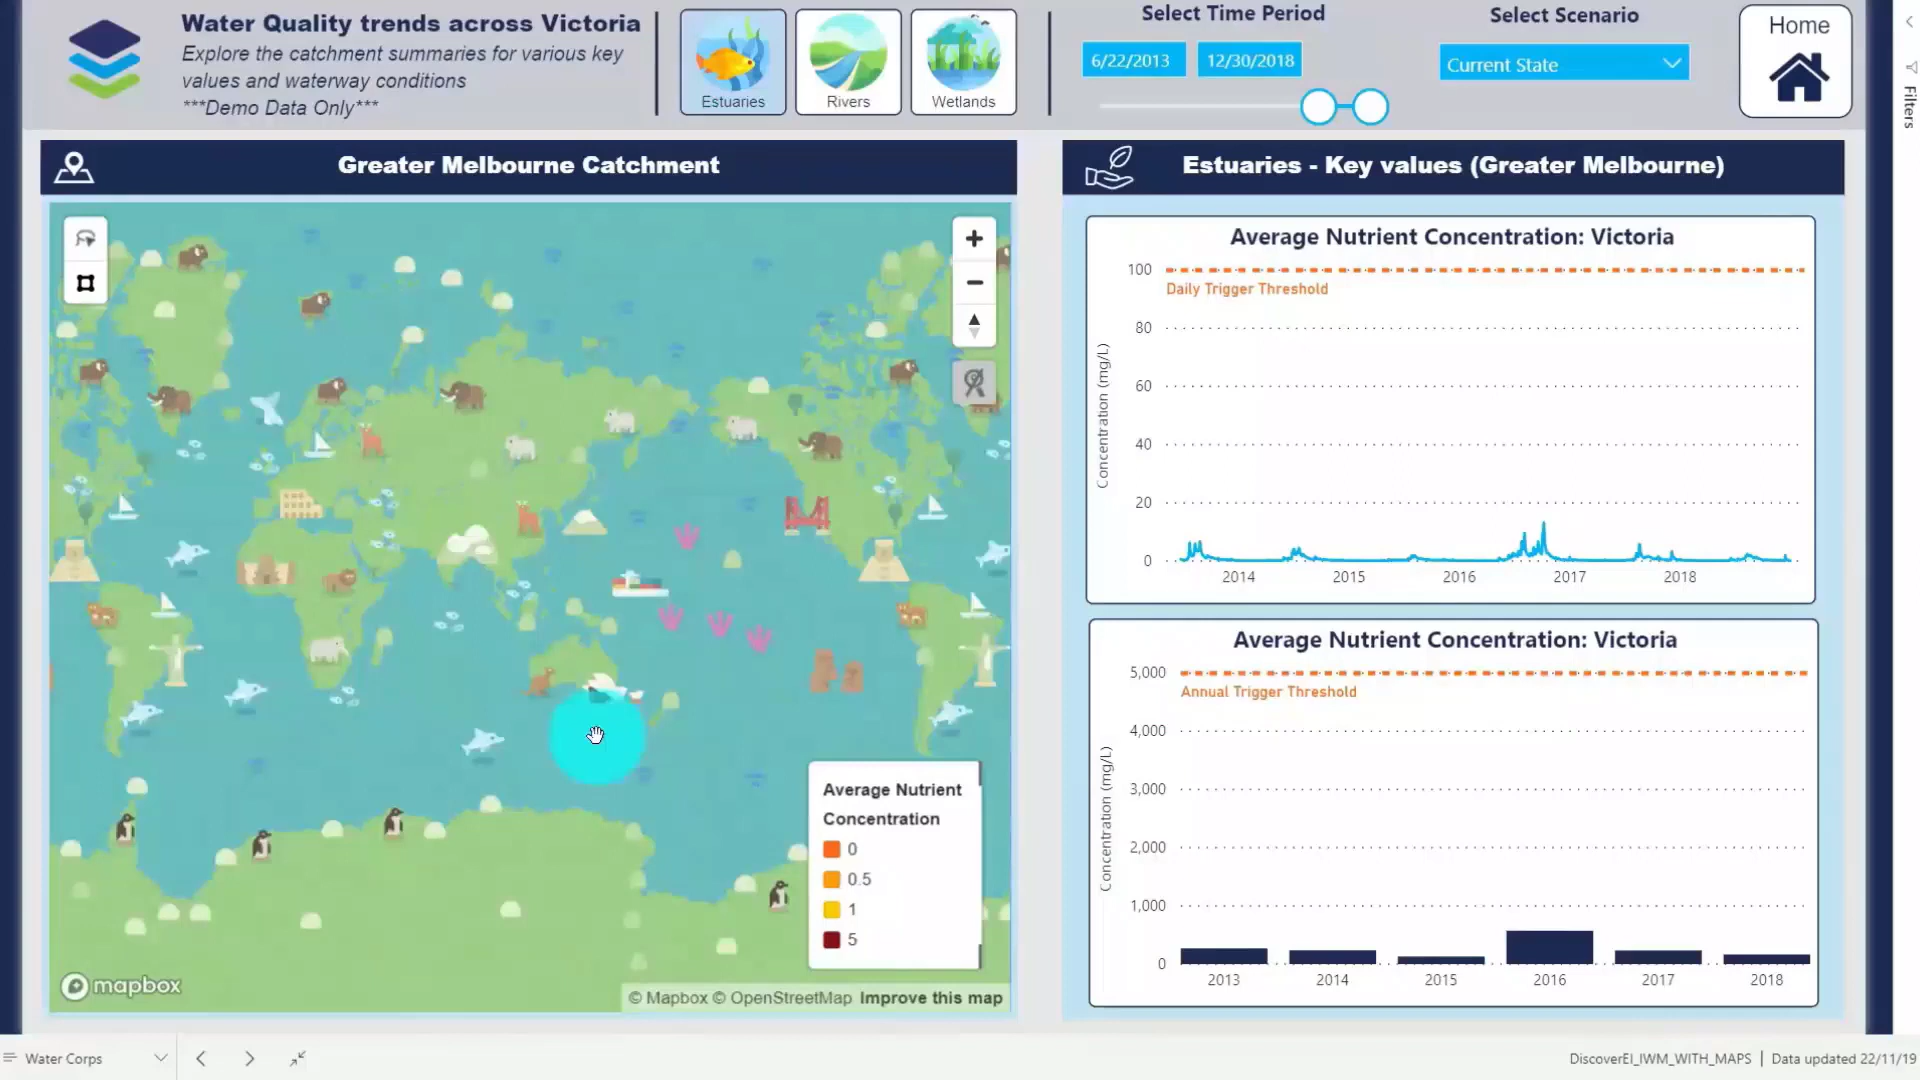 Water Quality trends across Victoria
Explore the catchment summaries for various key
values and waterway conditions
***Demo Data Only***
Estuaries
Rivers
Wetlands
Select Time Period
6/22/2013
12/30/2018
Select Scenario
Current State
Home
Filters
Greater Melbourne Catchment
Average Nutrient
Concentration
0
0.5
1
5
mapbox
© Mapbox © OpenStreetMap Improve this map
Estuaries - Key values (Greater Melbourne)
Average Nutrient Concentration: Victoria
Concentration (mg/L)
100
Daily Trigger Threshold
80
60
40
20
0
2014 2015 2016 2017 2018
Average Nutrient Concentration: Victoria
Concentration (mg/L)
5,000
Annual Trigger Threshold
4,000
3,000
2,000
1,000
0
2013 2014 2015 2016 2017 2018
Water Corps
DiscoverEI_IWM_WITH_MAPS | Data updated 22/11/19